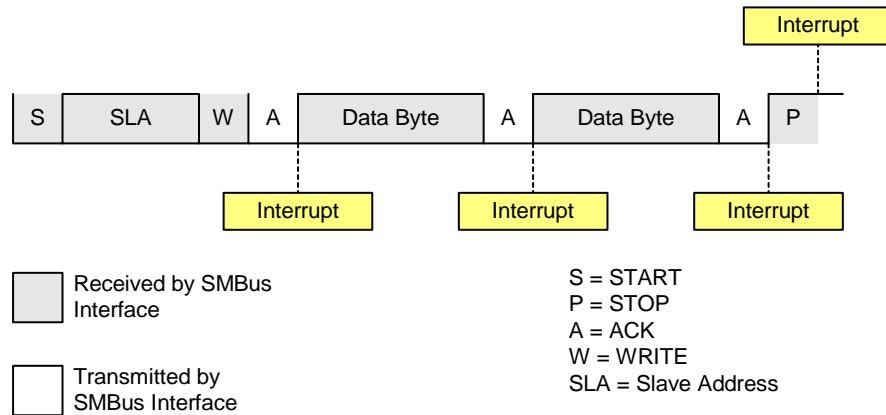 Interrupt
S SLA W A Data Byte A Data Byte A P
Interrupt Interrupt Interrupt
Received by SMBus
Interface
Transmitted by
SMBus Interface
S = START
P = STOP
A = ACK
W = WRITE
SLA = Slave Address